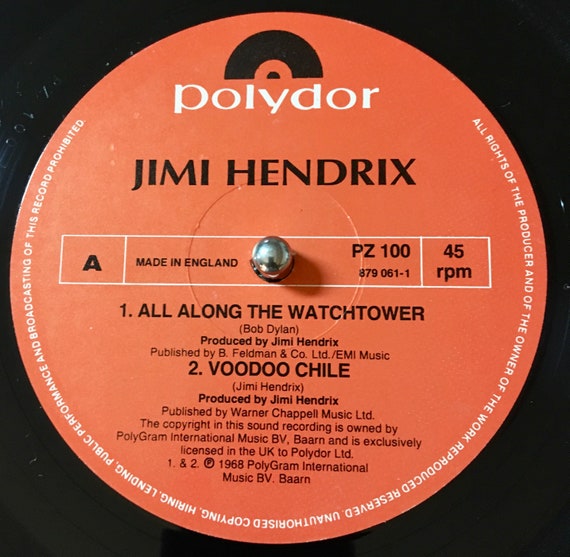 polydor
JIMI HENDRIX
A
MADE IN ENGLAND
PZ 100
879 061-1
45
rpm
1. ALL ALONG THE WATCHTOWER
(Bob Dylan)
Produced by Jimi Hendrix
Published by B. Feldman & Co. Ltd./EMI Music
2. VOODOO CHILE
(Jimi Hendrix)
Produced by Jimi Hendrix
Published by Warner Chappell Music Ltd.
The copyright in this sound recording is owned by
PolyGram International Music BV, Baarn and is exclusively
licensed in the UK to Polydor Ltd.
1. & 2. ℗ 1968 PolyGram International
Music BV. Baarn
ALL RIGHTS OF THE PRODUCER AND OF THE OWNER OF THE WORK REPRODUCED RESERVED. UNAUTHORISED COPYING, HIRING, LENDING, PUBLIC PERFORMANCE AND BROADCASTING OF THIS RECORD PROHIBITED.